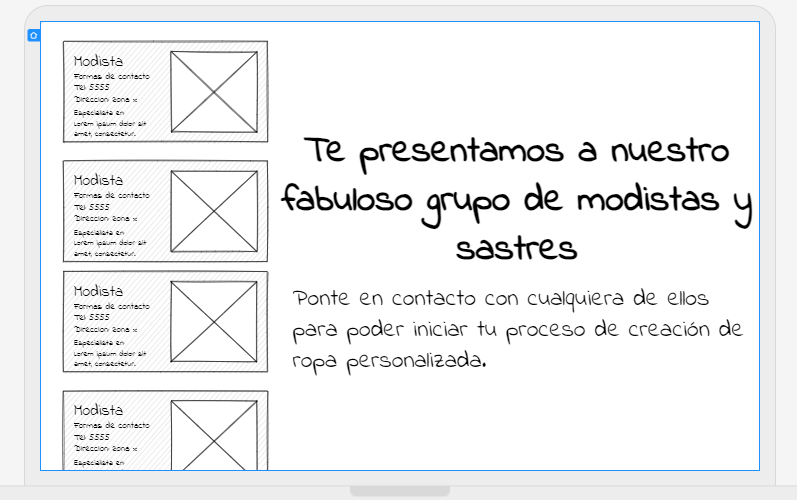 Modista
Formas de contacto
Tel: 5555
Direccion: zona x
Especialista en
Lorem ipsum dolor sit
amet, consectetur.
Modista
Formas de contacto
Tel: 5555
Direccion: zona x
Especialista en
Lorem ipsum dolor sit
amet, consectetur.
Modista
Formas de contacto
Tel: 5555
Direccion: zona x
Especialista en
Lorem ipsum dolor sit
amet, consectetur.
Modista
Formas de contacto
Tel: 5555
Direccion: zona x
Especialista en
Te presentamos a nuestro
fabuloso grupo de modistas y
sastres
Ponte en contacto con cualquiera de ellos
para poder iniciar tu proceso de creación de
ropa personalizada.